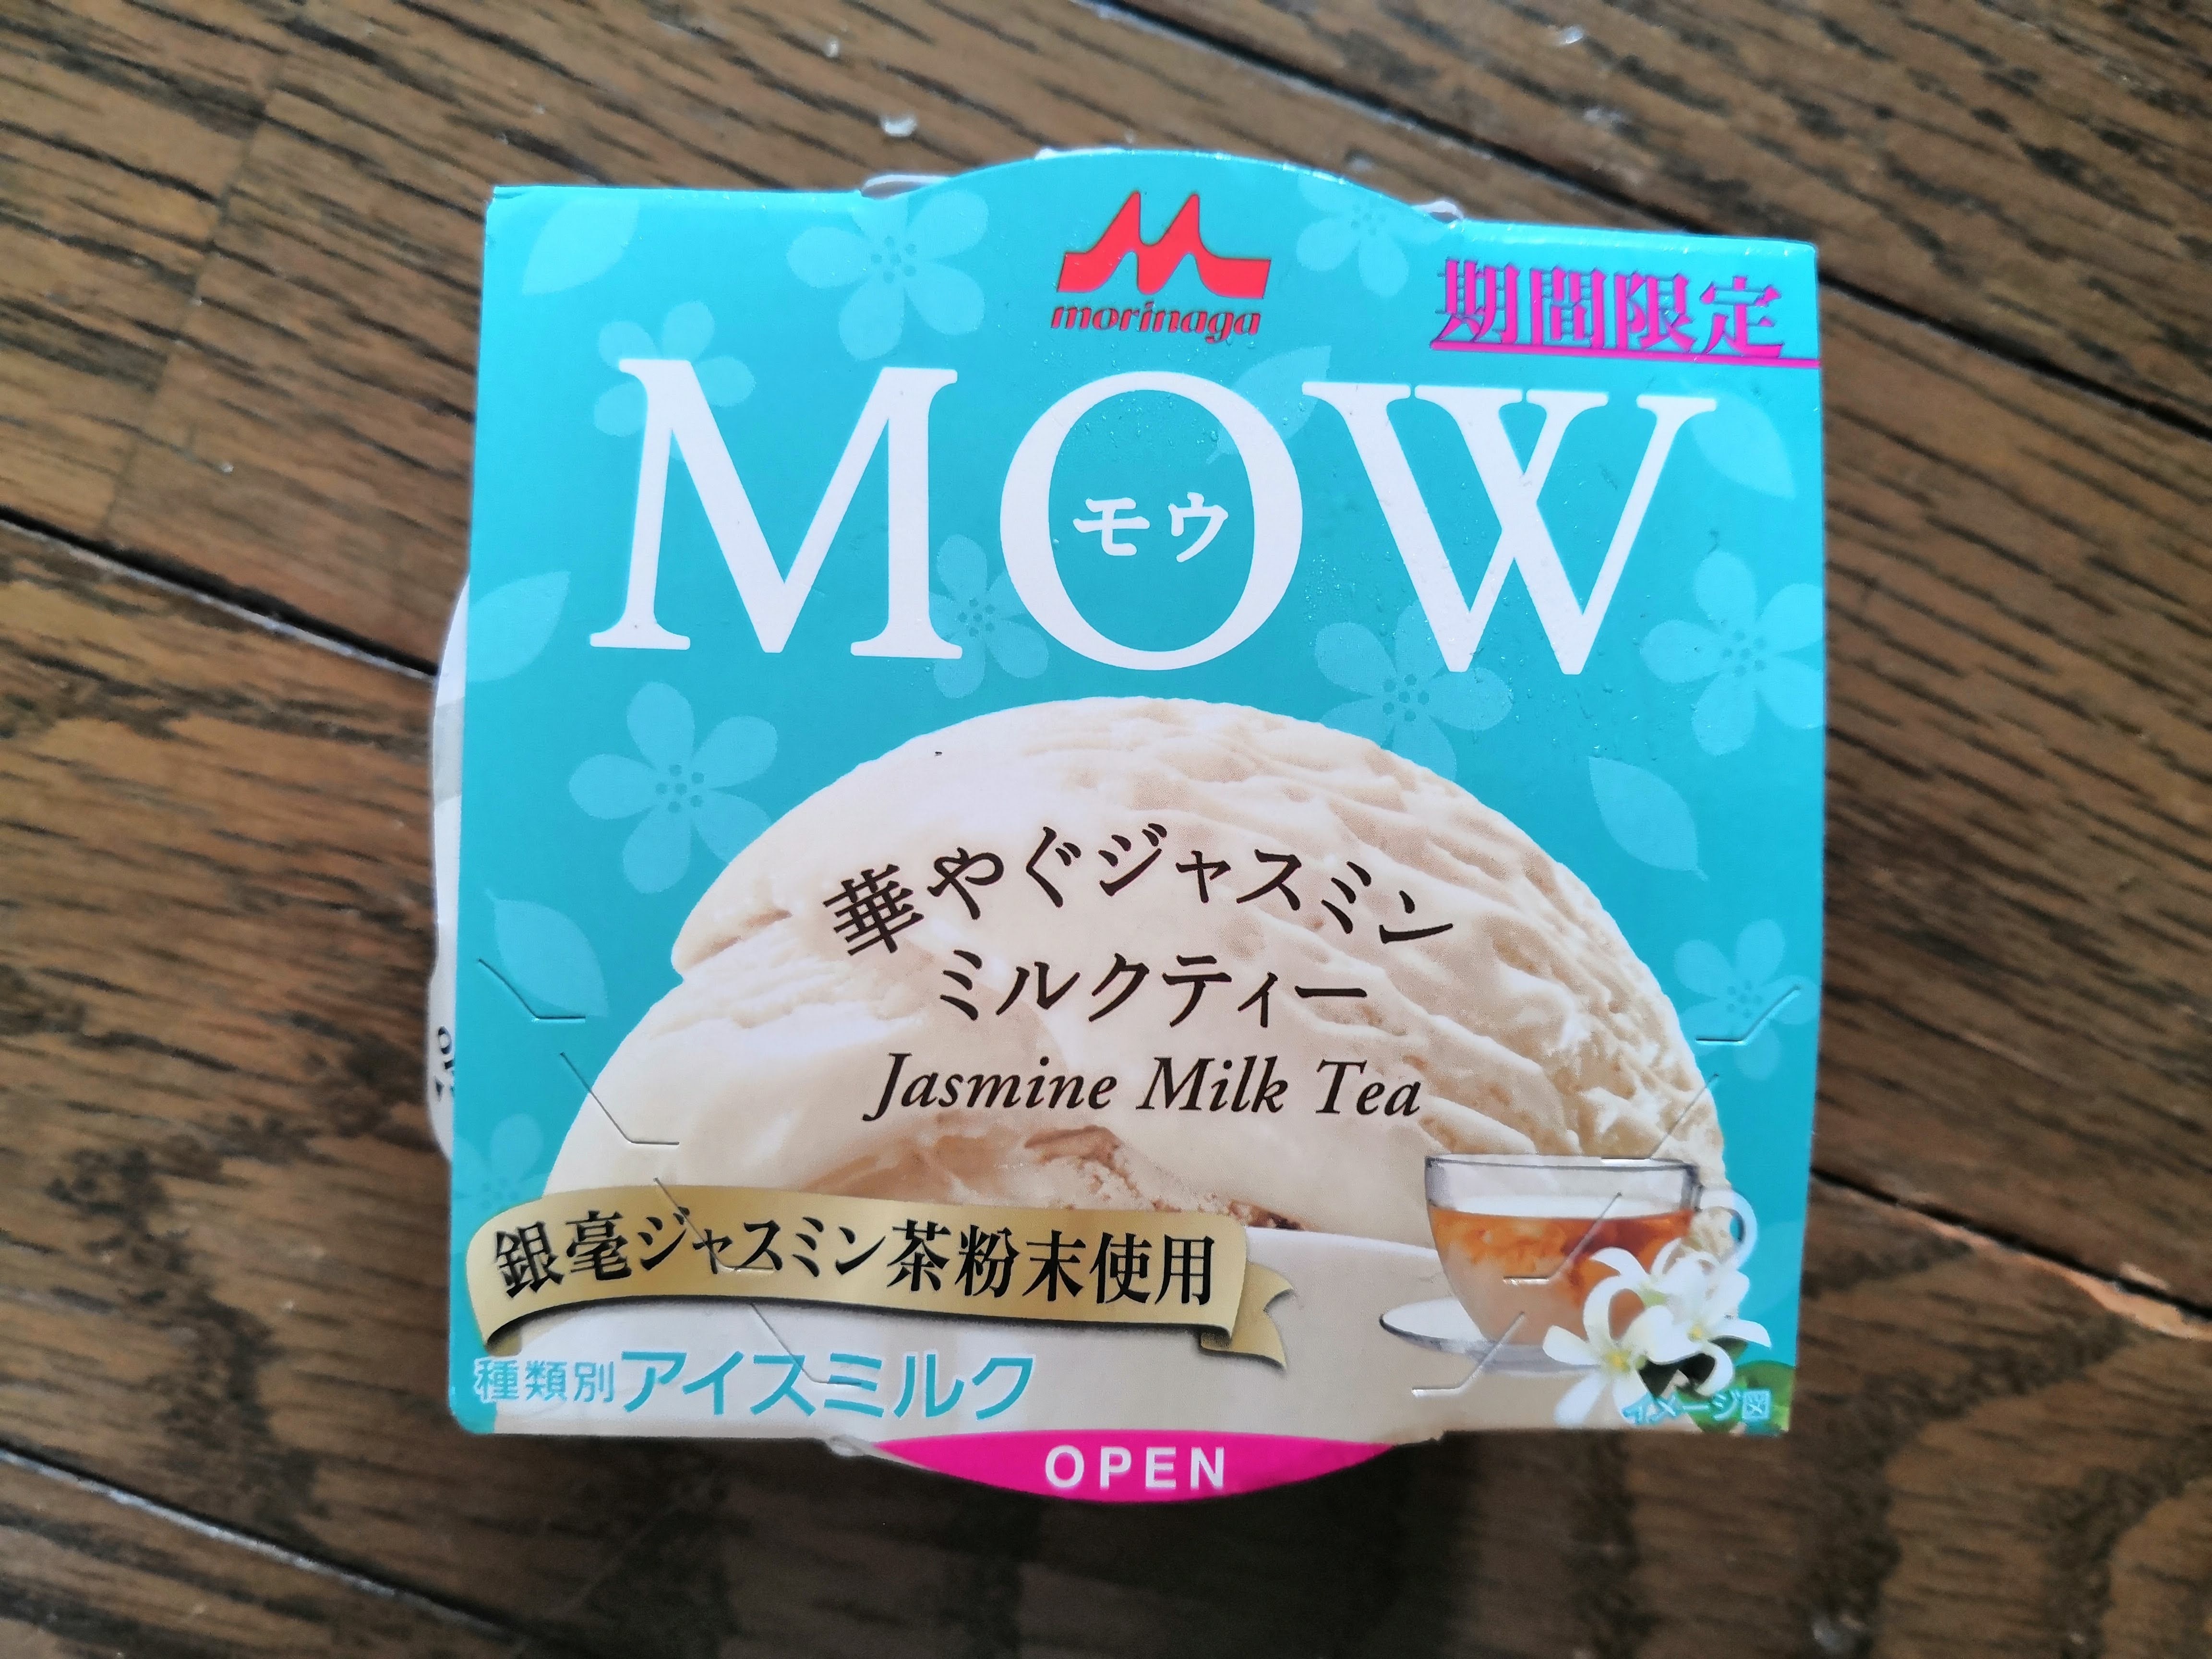 morinaga
期間限定
MOW
モウ
華やぐジャスミン
ミルクティー
Jasmine Milk Tea
銀毫ジャスミン茶粉末使用
種類別アイスミルク
イメージ図
OPEN